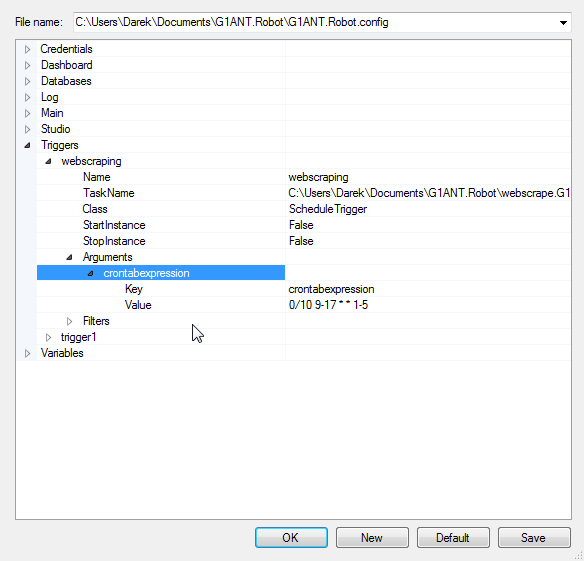 File name: C:\Users\Darek\Documents\G1ANT.Robot\G1ANT.Robot.config
Credentials
Dashboard
Databases
Log
Main
Studio
Triggers
webscraping
Name webscraping
TaskName C:\Users\Darek\Documents\G1ANT.Robot\webscrape.G1
Class ScheduleTrigger
StartInstance False
StopInstance False
Arguments
crontabexpression
Key crontabexpression
Value 0/10 9-17 * * 1-5
Filters
trigger1
Variables
OK New Default Save